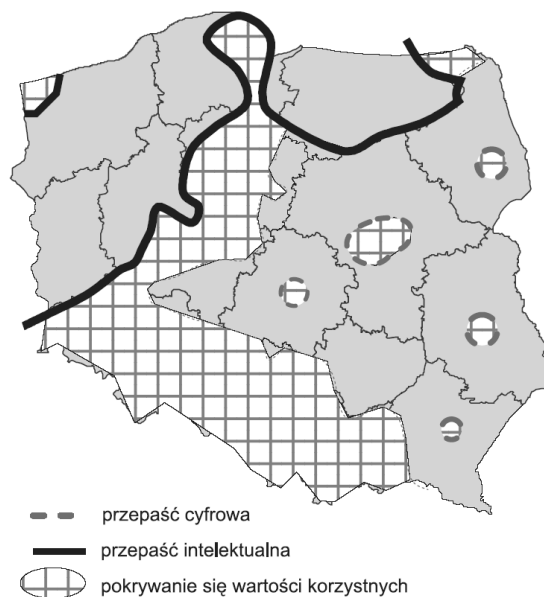 przepaść cyfrowa
przepaść intelektualna
pokrywanie się wartości korzystnych